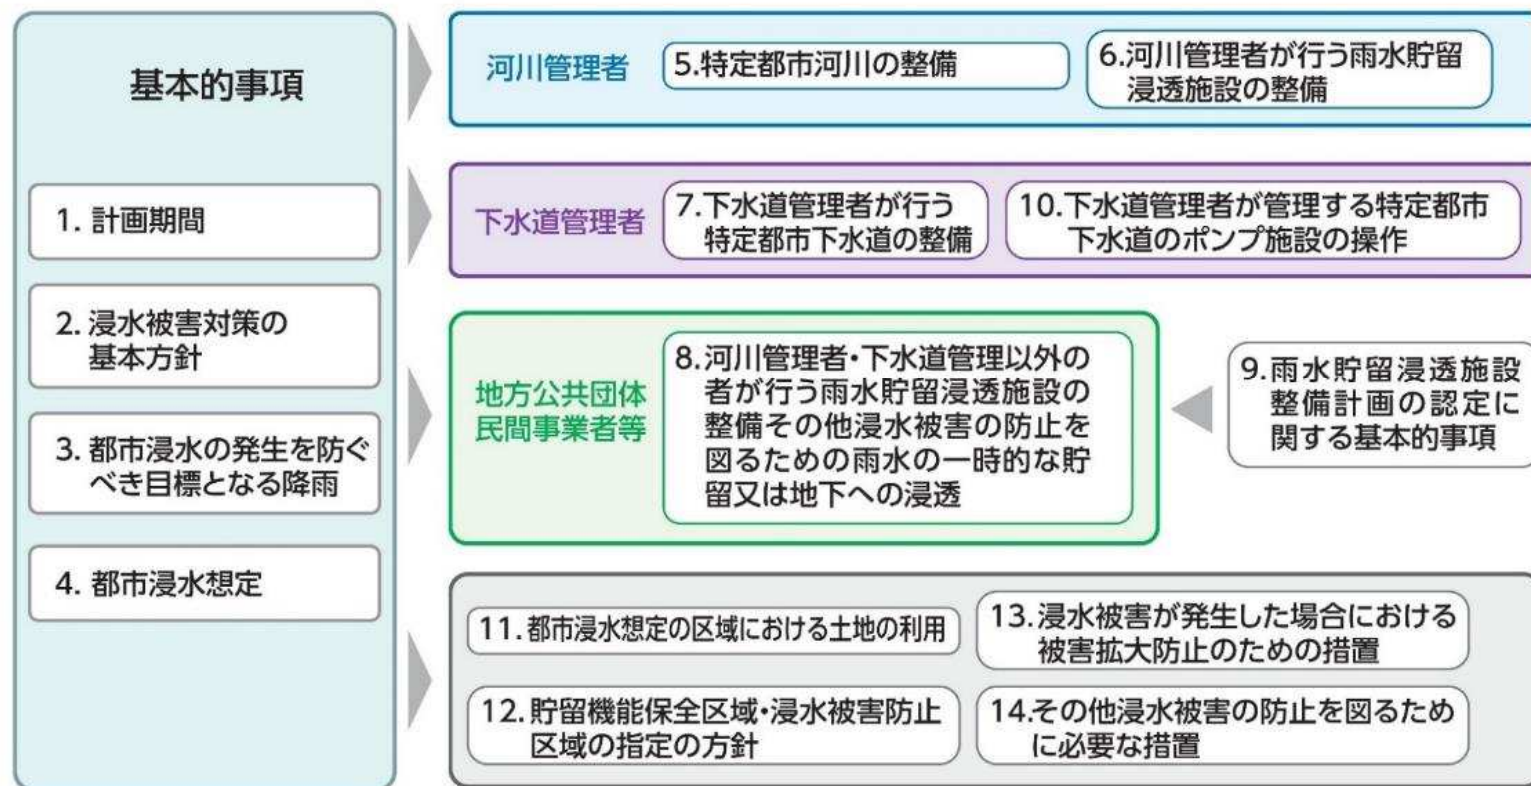 基本的事項
1. 計画期間
2. 浸水被害対策の
基本方針
3. 都市浸水の発生を防ぐ
べき目標となる降雨
4. 都市浸水想定
河川管理者
5.特定都市河川の整備
6.河川管理者が行う雨水貯留
浸透施設の整備
下水道管理者
7.下水道管理者が行う
特定都市下水道の整備
10.下水道管理者が管理する特定都市
下水道のポンプ施設の操作
地方公共団体
民間事業者等
8.河川管理者・下水道管理以外の
者が行う雨水貯留浸透施設の
整備その他浸水被害の防止を
図るための雨水の一時的な貯
留又は地下への浸透
9.雨水貯留浸透施設
整備計画の認定に
関する基本的事項
11.都市浸水想定の区域における土地の利用
12.貯留機能保全区域・浸水被害防止
区域の指定の方針
13.浸水被害が発生した場合における
被害拡大防止のための措置
14.その他浸水被害の防止を図るため
に必要な措置